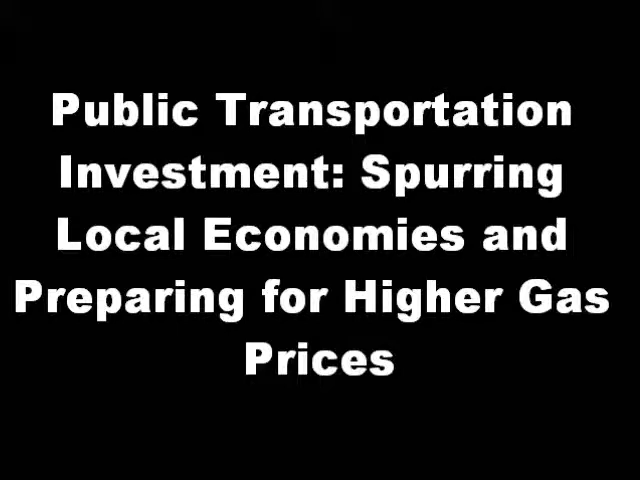 Public Transportation
Investment: Spurring
Local Economies and
Preparing for Higher Gas
Prices